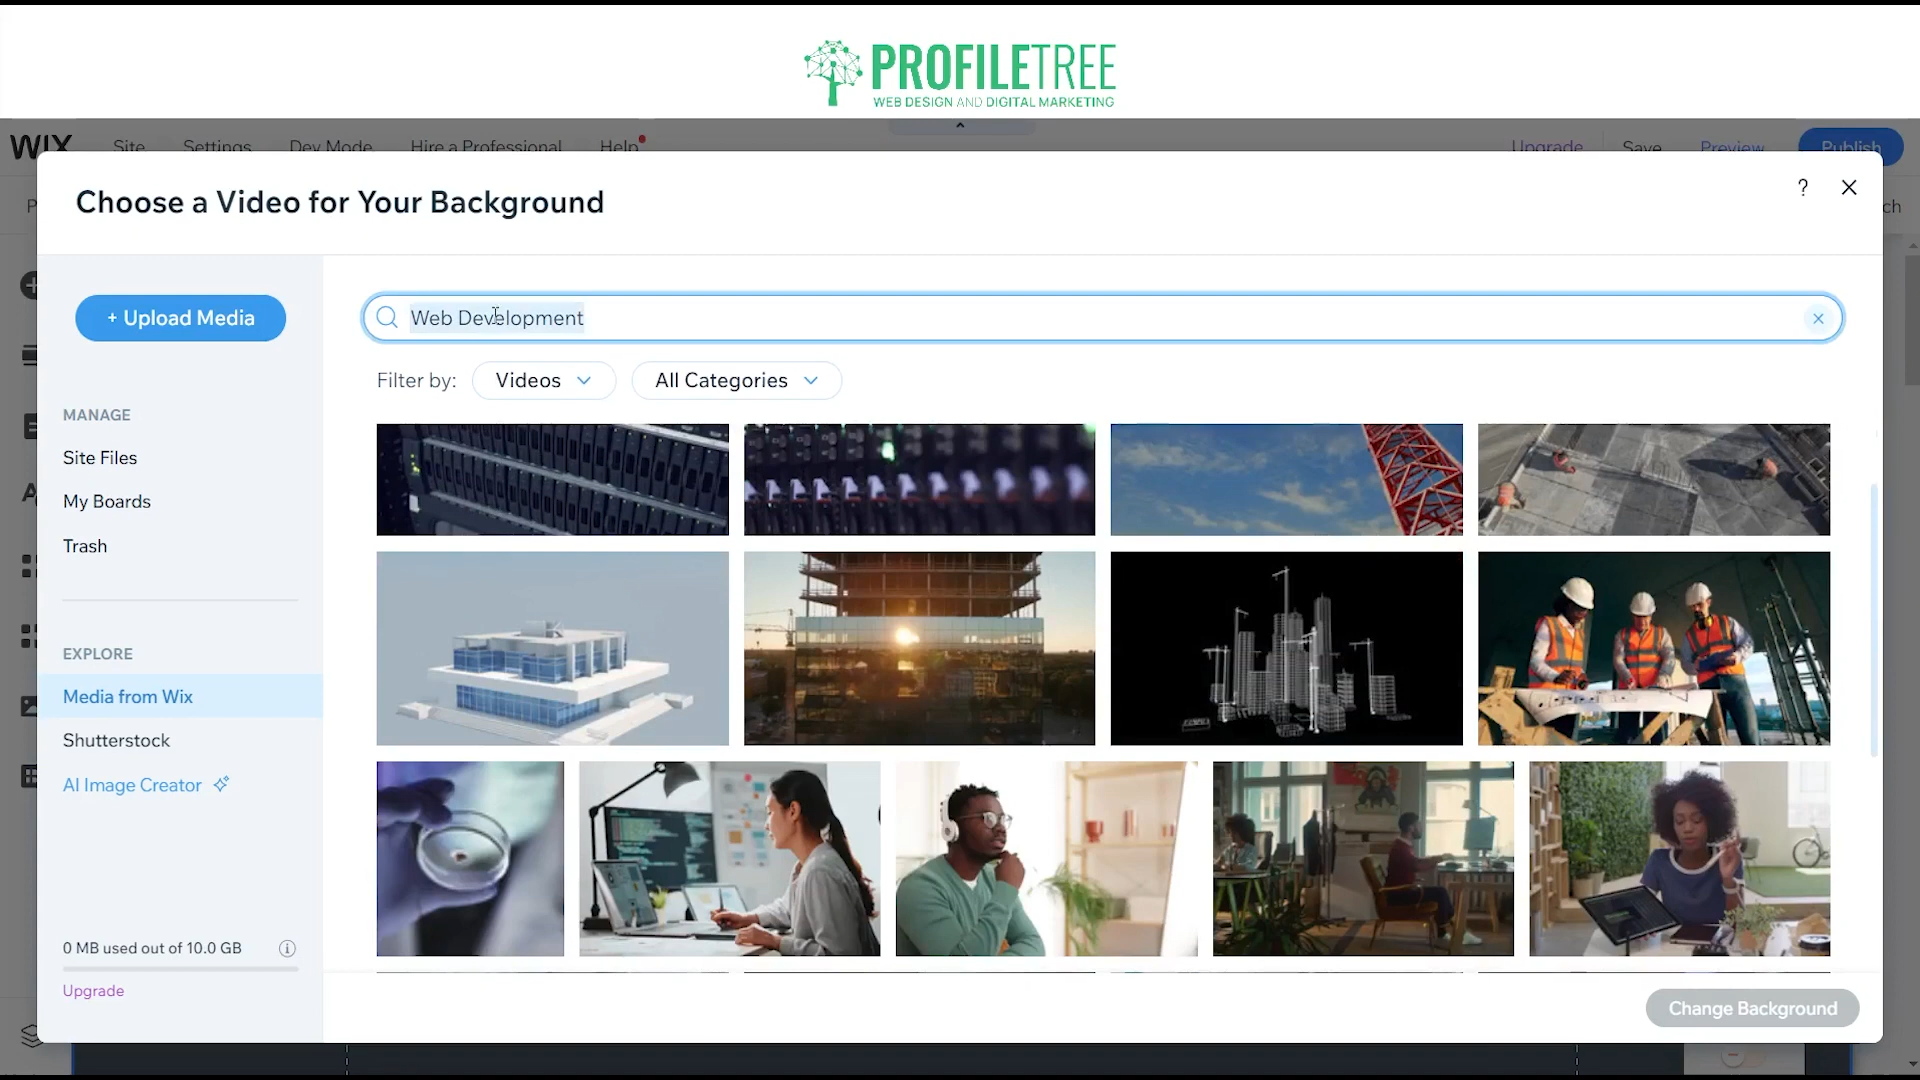 PROFILETREE
WEB DESIGN AND DIGITAL MARKETING
WIX Site Settings Dev Mode Hire a Professional Help Upgrade Save Preview Publish
Choose a Video for Your Background ?
+ Upload Media
Web Development
Filter by: Videos All Categories
MANAGE
Site Files
My Boards
Trash
EXPLORE
Media from Wix
Shutterstock
AI Image Creator
0 MB used out of 10.0 GB
Upgrade
Change Background